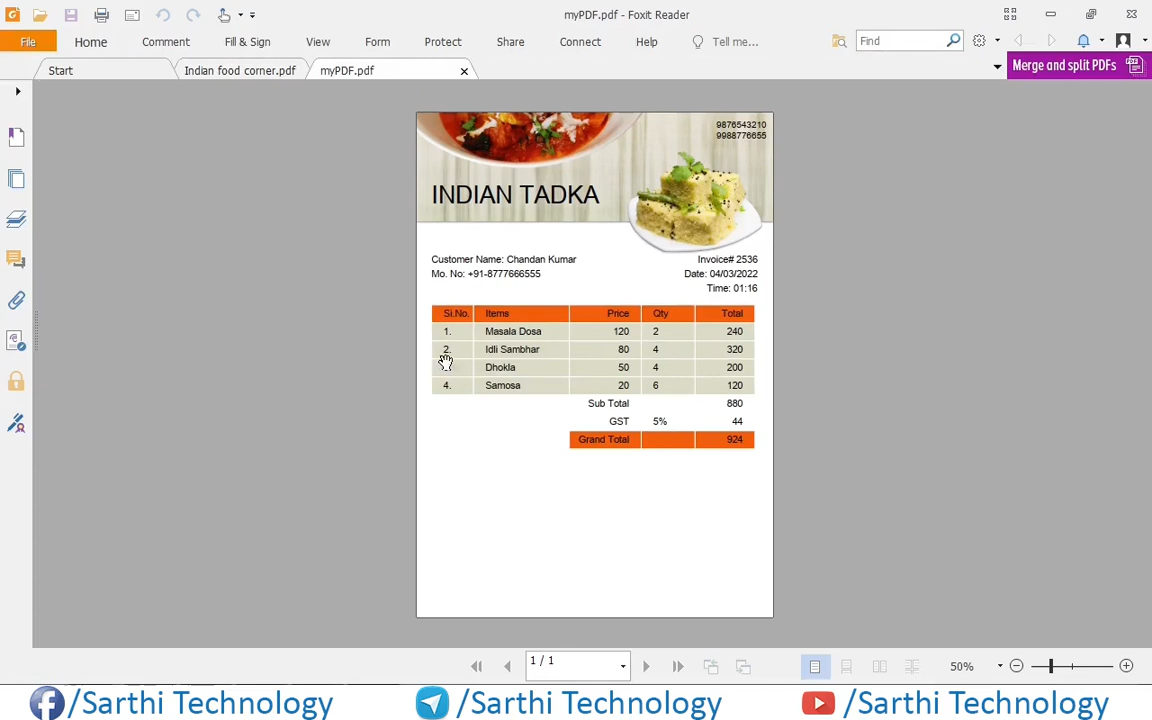 myPDF.pdf - Foxit Reader
File Home Comment Fill & Sign View Form Protect Share Connect Help Tell me... Find
Start Indian food corner.pdf myPDF.pdf Merge and split PDFs
9876543210
9988776655
INDIAN TADKA
Customer Name: Chandan Kumar Invoice# 2536
Mo. No: +91-8777666555 Date: 04/03/2022
Time: 01:16
Si.No. Items Price Qty Total
1. Masala Dosa 120 2 240
2. Idli Sambhar 80 4 320
Dhokla 50 4 200
4. Samosa 20 6 120
Sub Total 880
GST 5% 44
Grand Total 924
1 / 1 50%
/Sarthi Technology /Sarthi Technology /Sarthi Technology